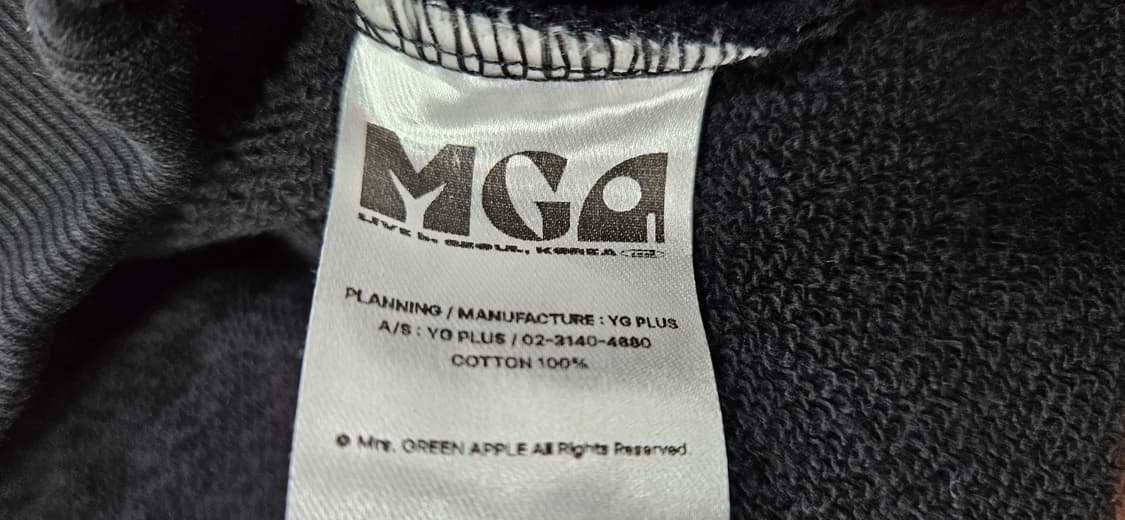 MGA
LIVE in SEOUL, KOREA
PLANNING / MANUFACTURE : YG PLUS
A/S : YG PLUS / 02-3140-4680
COTTON 100%
© Mrs. GREEN APPLE All Rights Reserved.